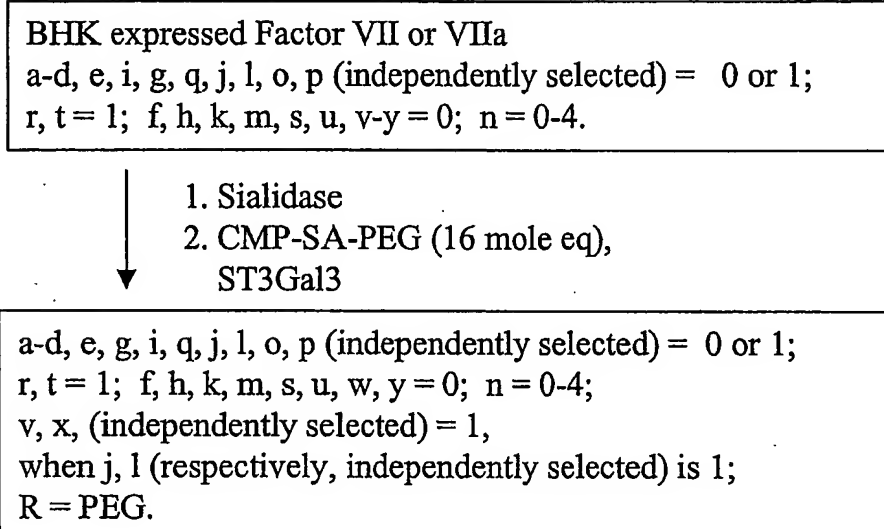 BHK expressed Factor VII or VIIa
a-d, e, i, g, q, j, l, o, p (independently selected) = 0 or 1;
r, t = 1; f, h, k, m, s, u, v-y = 0; n = 0-4.
1. Sialidase
2. CMP-SA-PEG (16 mole eq),
ST3Gal3
a-d, e, g, i, q, j, l, o, p (independently selected) = 0 or 1;
r, t = 1; f, h, k, m, s, u, w, y = 0; n = 0-4;
v, x, (independently selected) = 1,
when j, l (respectively, independently selected) is 1;
R = PEG.